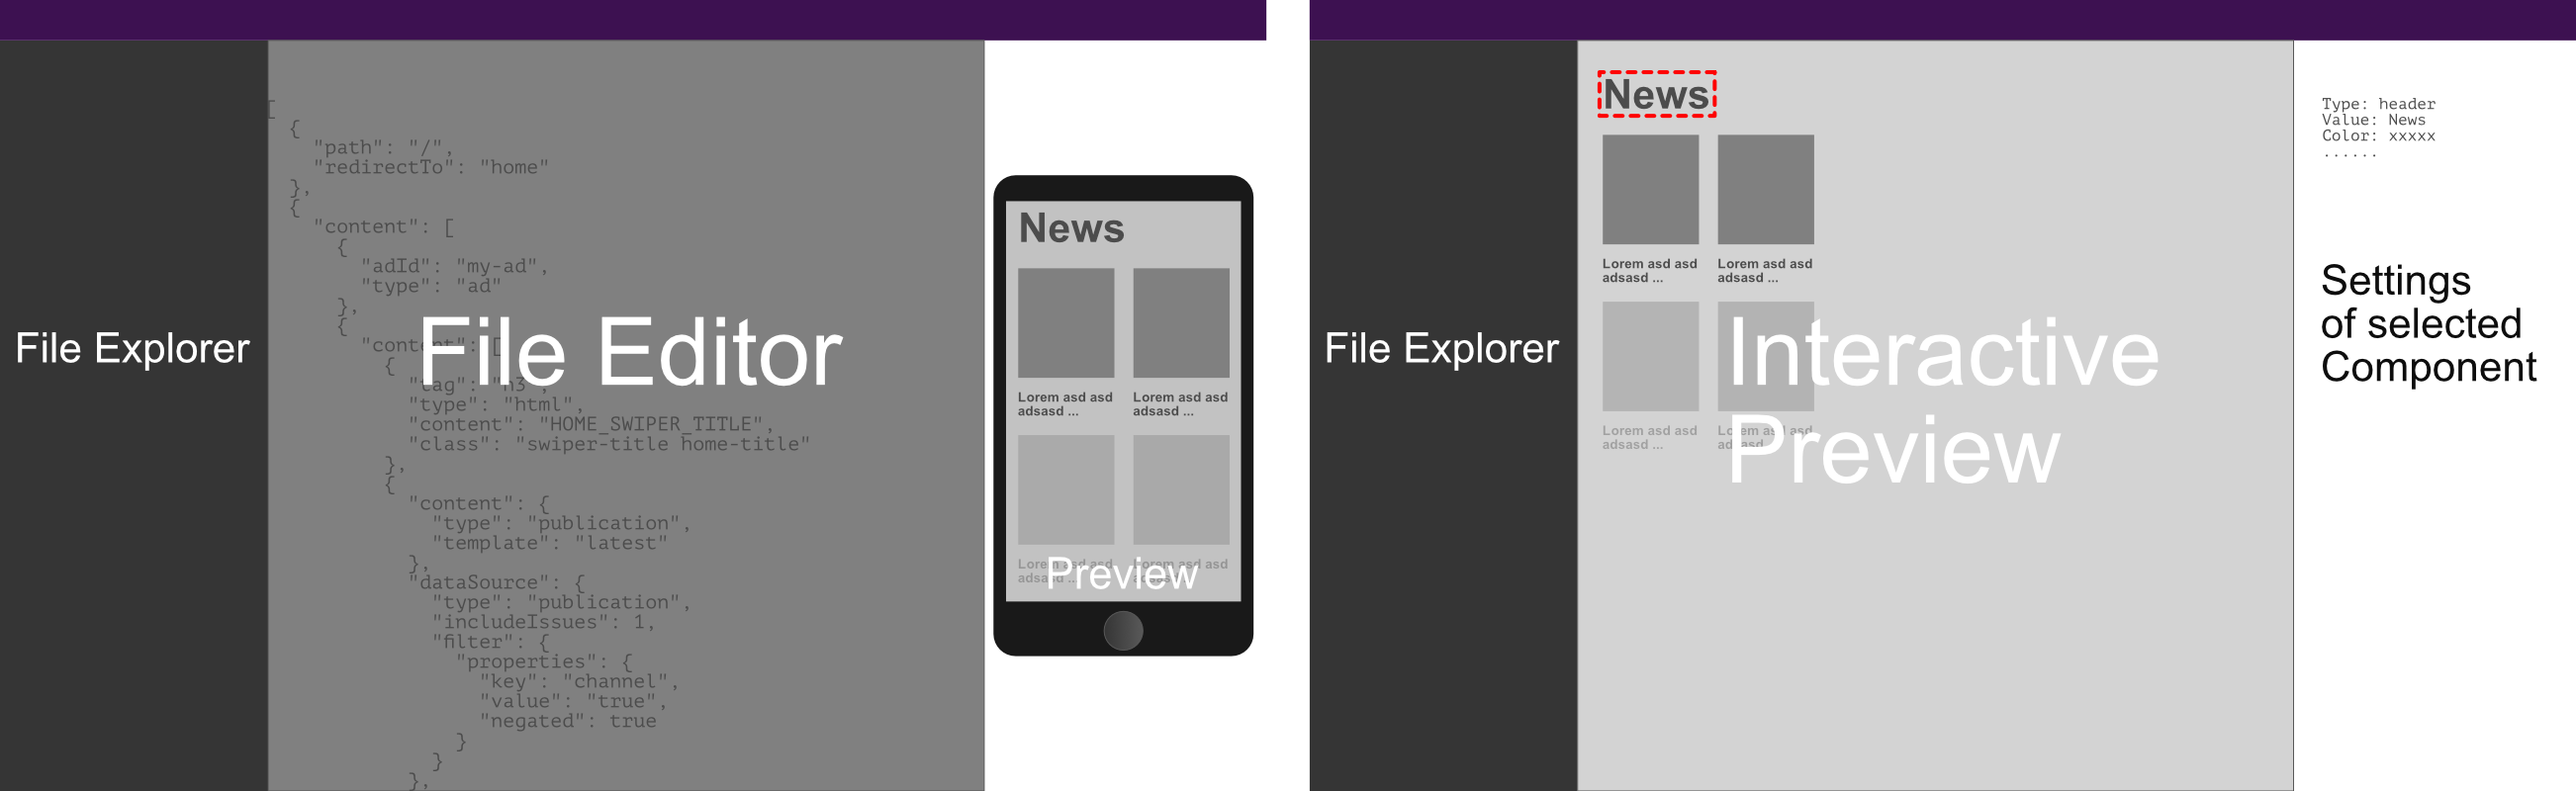 File Explorer
[
{
"path": "/",
"redirectTo": "home"
},
{
"content": [
{
"adId": "my-ad",
"type": "ad"
},
{
"content": [
{
"tag": "h3",
"type": "html",
"content": "HOME_SWIPER_TITLE",
"class": "swiper-title home-title"
},
{
"content": {
"type": "publication",
"template": "latest"
},
"dataSource": {
"type": "publication",
"includeIssues": 1,
"filter": {
"properties": {
"key": "channel",
"value": "true",
"negated": true
}
}
},
File Editor
News
Lorem asd asd
adsasd ...
Lorem asd asd
adsasd ...
Lorem asd asd
adsasd ...
Lorem asd asd
adsasd
Preview
File Explorer
News
Lorem asd asd
adsasd ...
Lorem asd asd
adsasd ...
Lorem asd asd
adsasd ...
Lorem asd asd
adsasd
Interactive
Preview
Type: header
Value: News
Color: xxxxx
......
Settings
of selected
Component